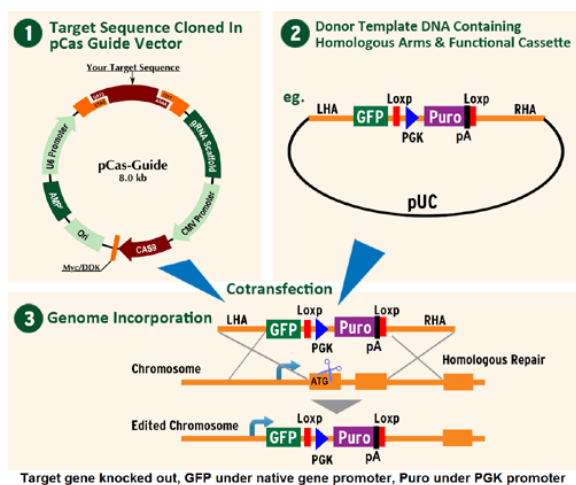 1 Target Sequence Cloned In
pCas Guide Vector
Your Target Sequence
U6 Promoter
gRNA Scaffold
pCas-Guide
8.0 kb
AMP
CMV Promoter
Ori
CAS9
Myc/DDK
2 Donor Template DNA Containing
Homologous Arms & Functional Cassette
eg.
LHA GFP Loxp PGK Puro Loxp pA RHA
pUC
Cotransfection
3 Genome Incorporation
LHA GFP Loxp PGK Puro Loxp pA RHA
Chromosome ATG Homologous Repair
Edited Chromosome
GFP Loxp PGK Puro Loxp pA
Target gene knocked out, GFP under native gene promoter, Puro under PGK promoter